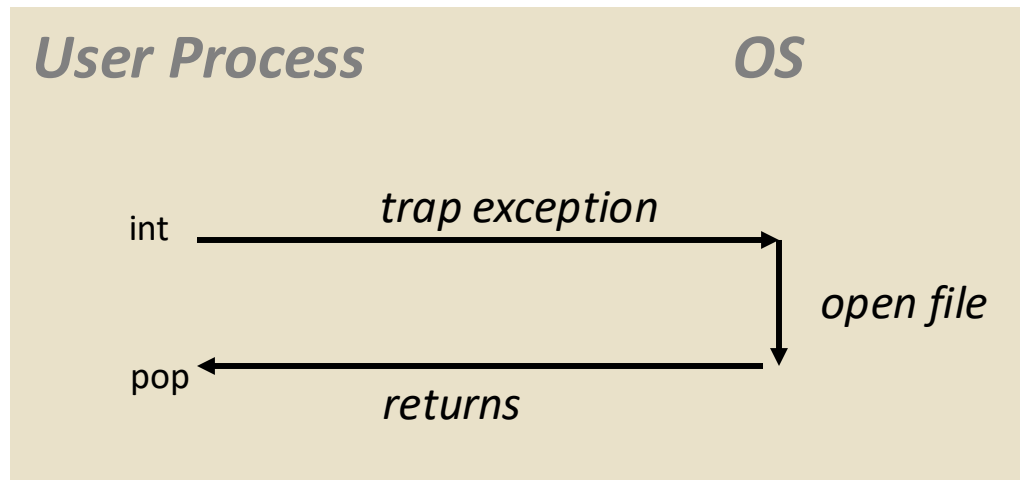 User Process OS
trap exception
int
open file
pop
returns